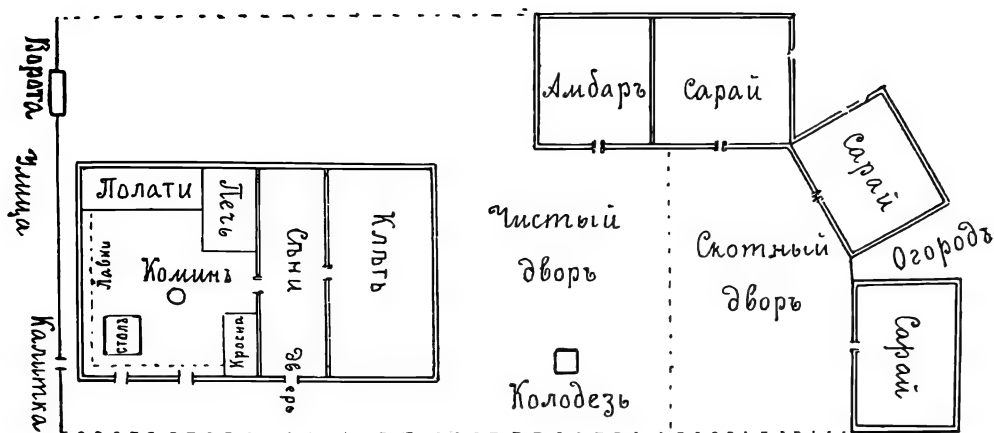 Ворота
Улица
Калитка
Полати
Печь
Лавки
Коминъ
столъ
Кросна
Сѣни
Дверь
Клѣть
Амбаръ
Сарай
Сарай
Огородъ
Сарай
Чистый
дворъ
Скотный
дворъ
Колодезь